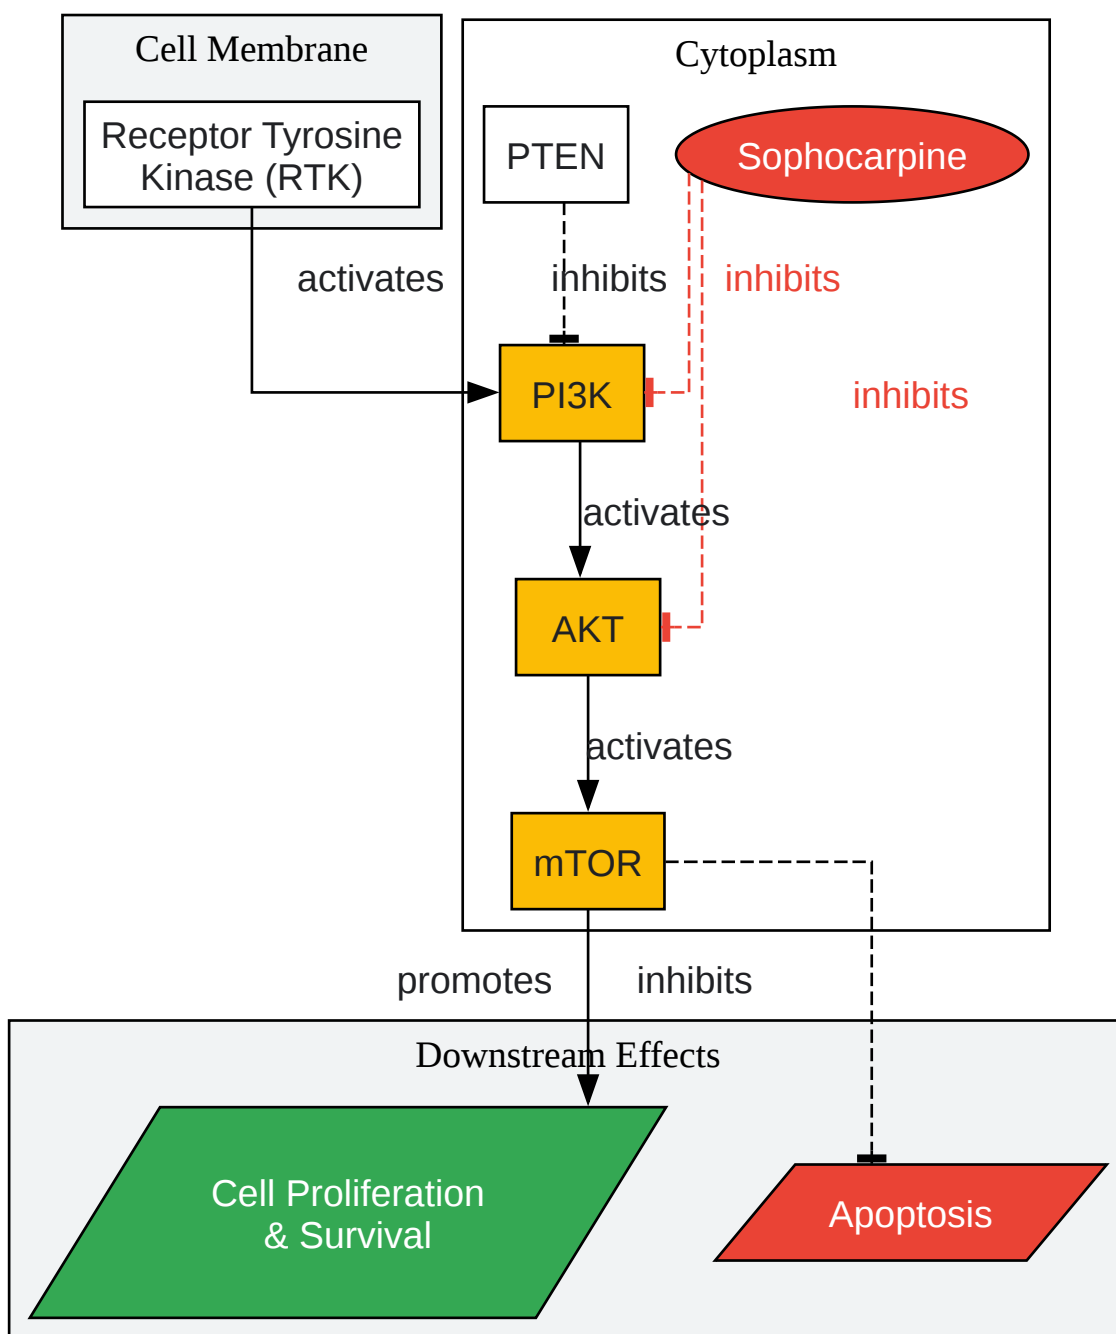 Cell Membrane
Receptor Tyrosine
Kinase (RTK)
Cytoplasm
PTEN
Sophocarpine
activates
inhibits
inhibits
PI3K
inhibits
activates
AKT
activates
mTOR
promotes
inhibits
Downstream Effects
Cell Proliferation
& Survival
Apoptosis